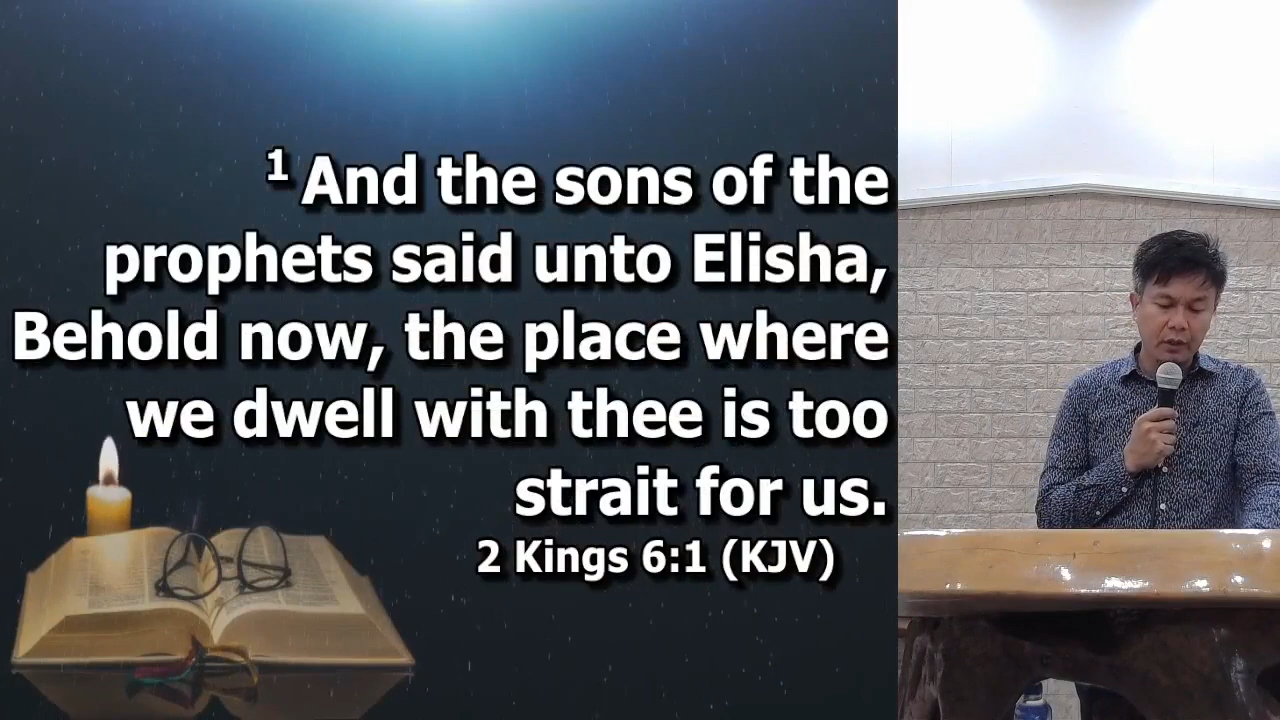 1 And the sons of the
prophets said unto Elisha,
Behold now, the place where
we dwell with thee is too
strait for us.
2 Kings 6:1 (KJV)